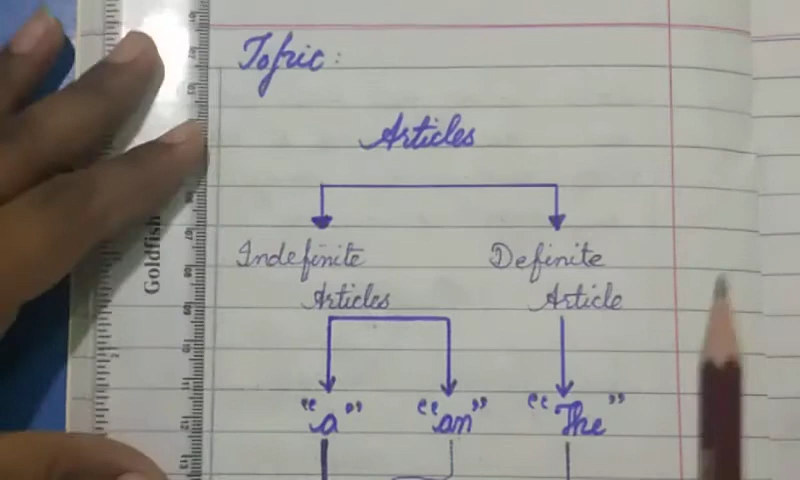 Topic:
Articles
Indefinite Definite
Articles Article
"a" "an" "The"
Goldfish